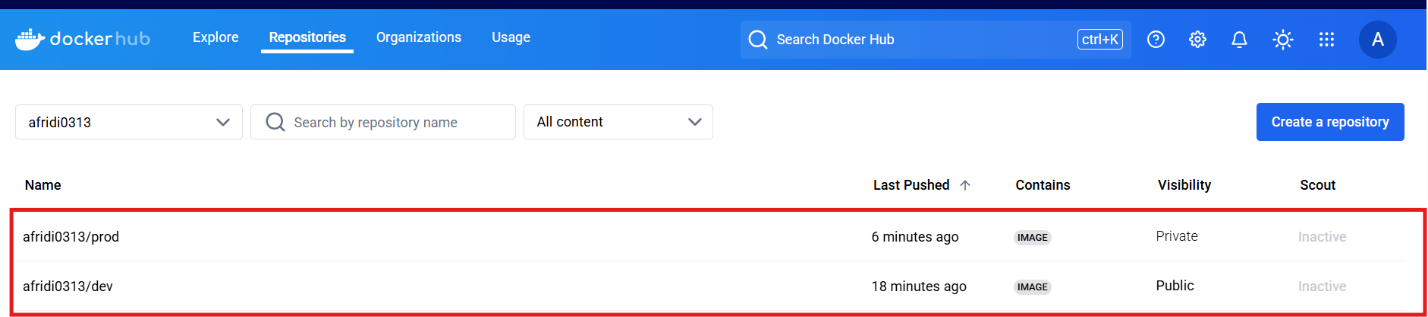 dockerhub Explore Repositories Organizations Usage Search Docker Hub ctrl+K A
afridi0313 Search by repository name All content Create a repository
Name Last Pushed Contains Visibility Scout
afridi0313/prod 6 minutes ago IMAGE Private Inactive
afridi0313/dev 18 minutes ago IMAGE Public Inactive